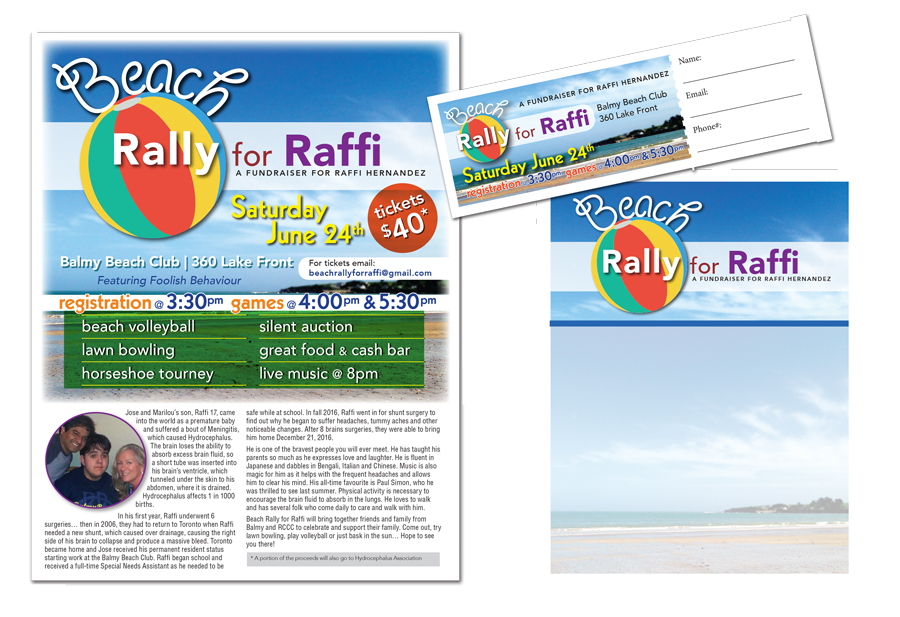 Beach
Rally for Raffi
A FUNDRAISER FOR RAFFI HERNANDEZ
Saturday
June 24th
tickets
$40*
Balmy Beach Club | 360 Lake Front
Featuring Foolish Behaviour
For tickets email:
beachrallyforraffi@gmail.com
registration @ 3:30pm games @ 4:00pm & 5:30pm
beach volleyball
lawn bowling
horseshoe tourney
silent auction
great food & cash bar
live music @ 8pm
Jose and Marilou's son, Raffi 17, came
into the world as a premature baby
and suffered a bout of Meningitis,
which caused Hydrocephalus.
The brain loses the ability to
absorb excess brain fluid, so
a short tube was inserted into
his brain's ventricle, which
tunneled under the skin to his
abdomen, where it is drained.
Hydrocephalus affects 1 in 1000
births.
In his first year, Raffi underwent 6
surgeries... then in 2006, they had to return to Toronto when Raffi
needed a new shunt, which caused over drainage, causing the right
side of his brain to collapse and produce a massive bleed. Toronto
became home and Jose received his permanent resident status
starting work at the Balmy Beach Club. Raffi began school and
received a full-time Special Needs Assistant as he needed to be
safe while at school. In fall 2016, Raffi went in for shunt surgery to
find out why he began to suffer headaches, tummy aches and other
noticeable changes. After 8 brains surgeries, they were able to bring
him home December 21, 2016.
He is one of the bravest people you will ever meet. He has taught his
parents so much as he expresses love and laughter. He is fluent in
Japanese and dabbles in Bengali, Italian and Chinese. Music is also
magic for him as it helps with the frequent headaches and allows
him to clear his mind. His all-time favourite is Paul Simon, who he
was thrilled to see last summer. Physical activity is necessary to
encourage the brain fluid to absorb in the lungs. He loves to walk
and has several folk who come daily to care and walk with him.
Beach Rally for Raffi will bring together friends and family from
Balmy and RCCC to celebrate and support their family. Come out, try
lawn bowling, play volleyball or just bask in the sun... Hope to see
you there!
* A portion of the proceeds will also go to Hydrocephalus Association
Beach
A FUNDRAISER FOR RAFFI HERNANDEZ
Rally for Raffi
Balmy Beach Club
360 Lake Front
Saturday June 24th
registration @ 3:30pm games @ 4:00pm & 5:30pm
Name:
Email:
Phone#:
Beach
Rally for Raffi
A FUNDRAISER FOR RAFFI HERNANDEZ